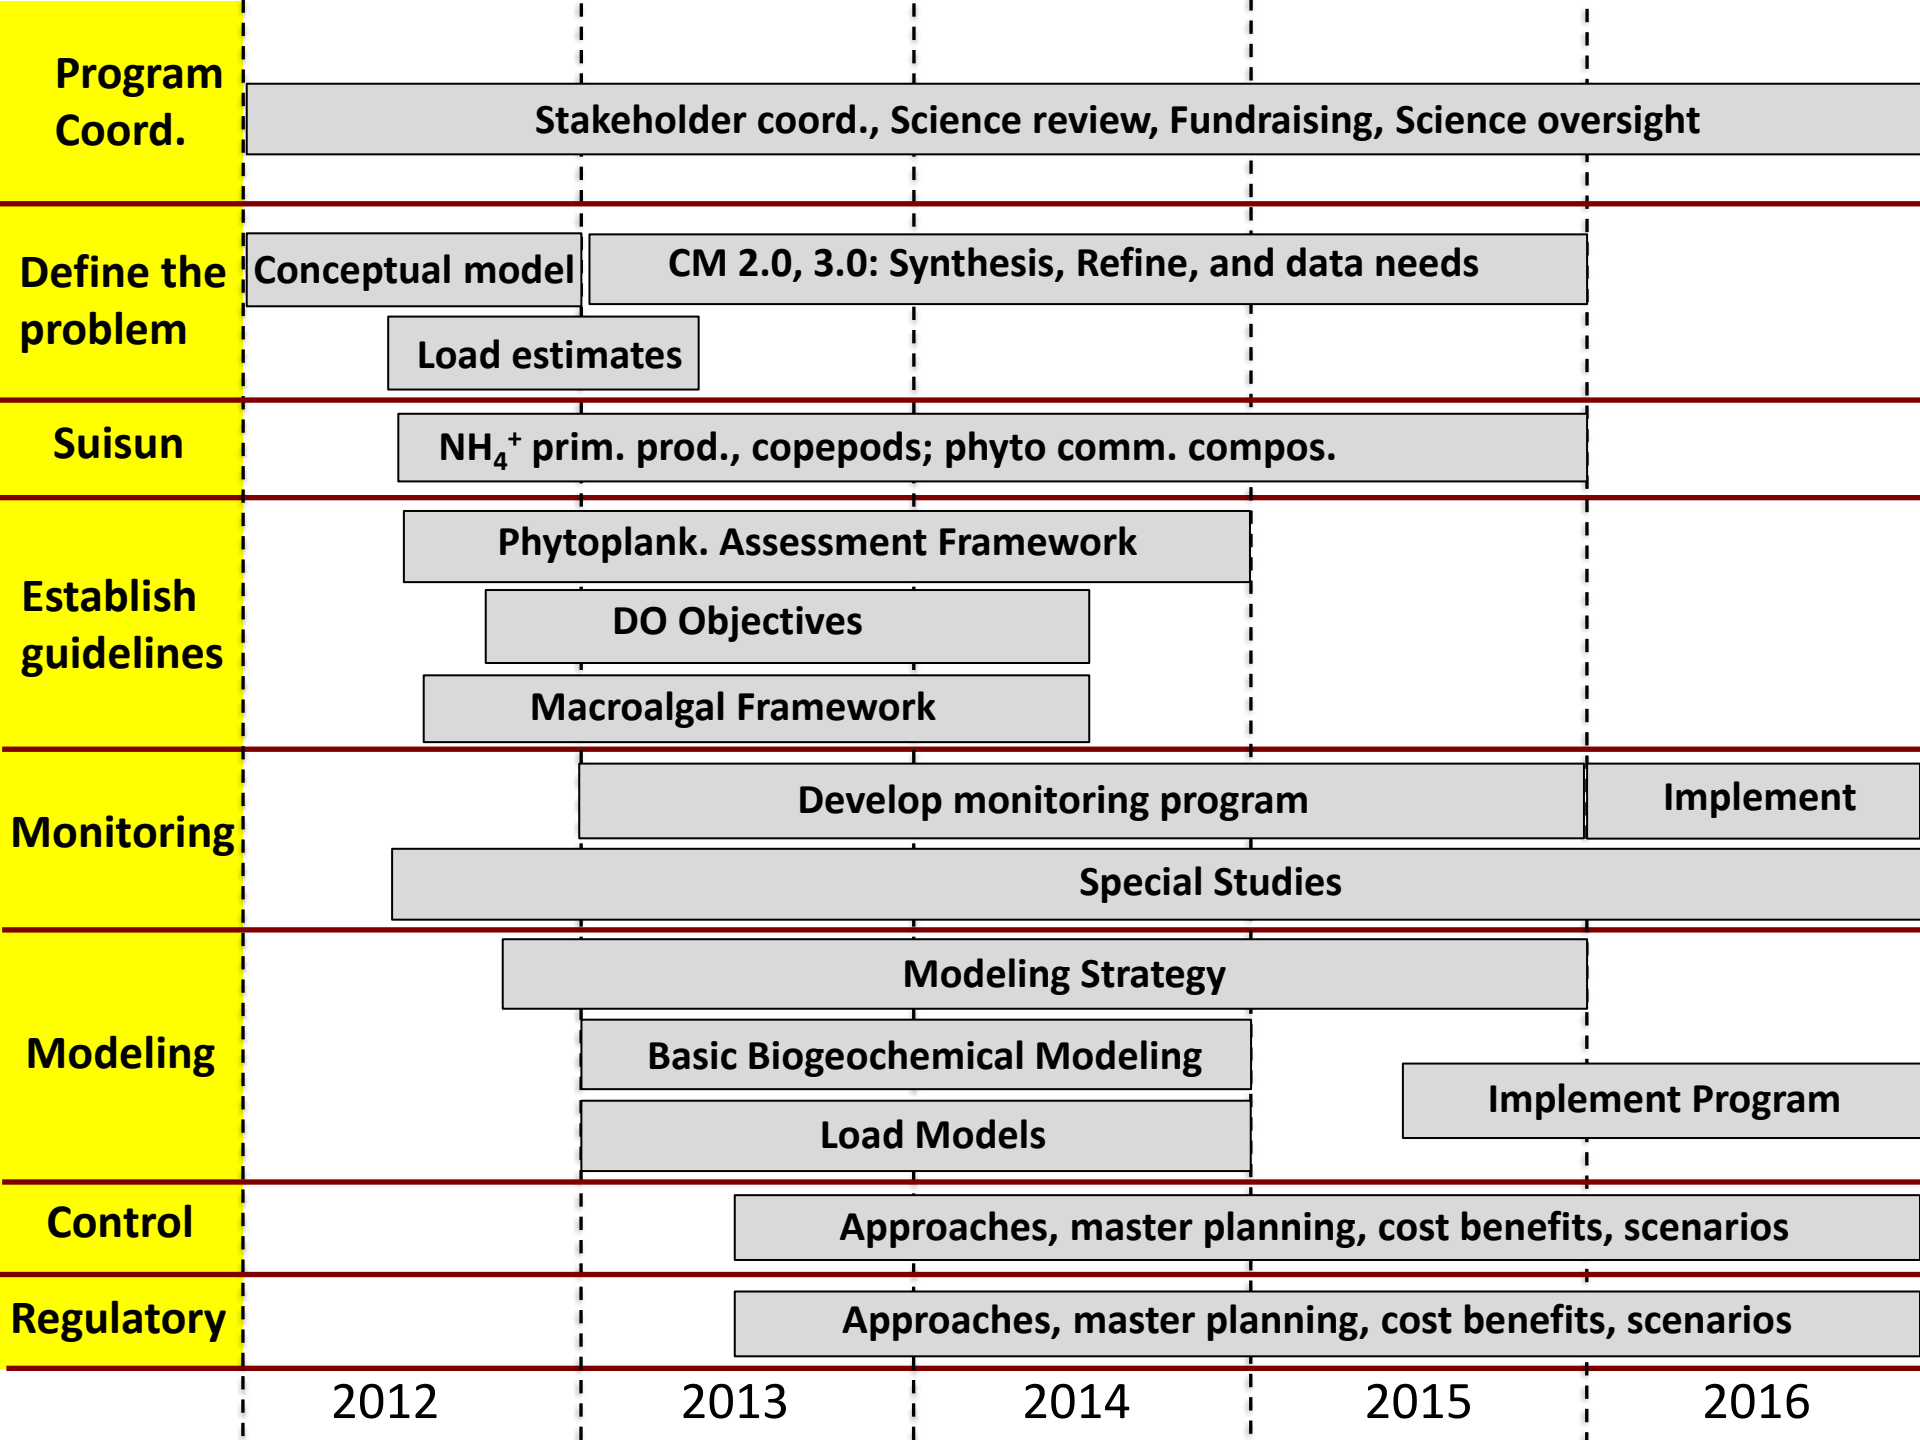 Program
Coord.
Stakeholder coord., Science review, Fundraising, Science oversight
Define the
problem
Conceptual model
CM 2.0, 3.0: Synthesis, Refine, and data needs
Load estimates
Suisun
NH₄⁺ prim. prod., copepods; phyto comm. compos.
Establish
guidelines
Phytoplank. Assessment Framework
DO Objectives
Macroalgal Framework
Monitoring
Develop monitoring program
Implement
Special Studies
Modeling
Modeling Strategy
Basic Biogeochemical Modeling
Implement Program
Load Models
Control
Approaches, master planning, cost benefits, scenarios
Regulatory
Approaches, master planning, cost benefits, scenarios
2012
2013
2014
2015
2016